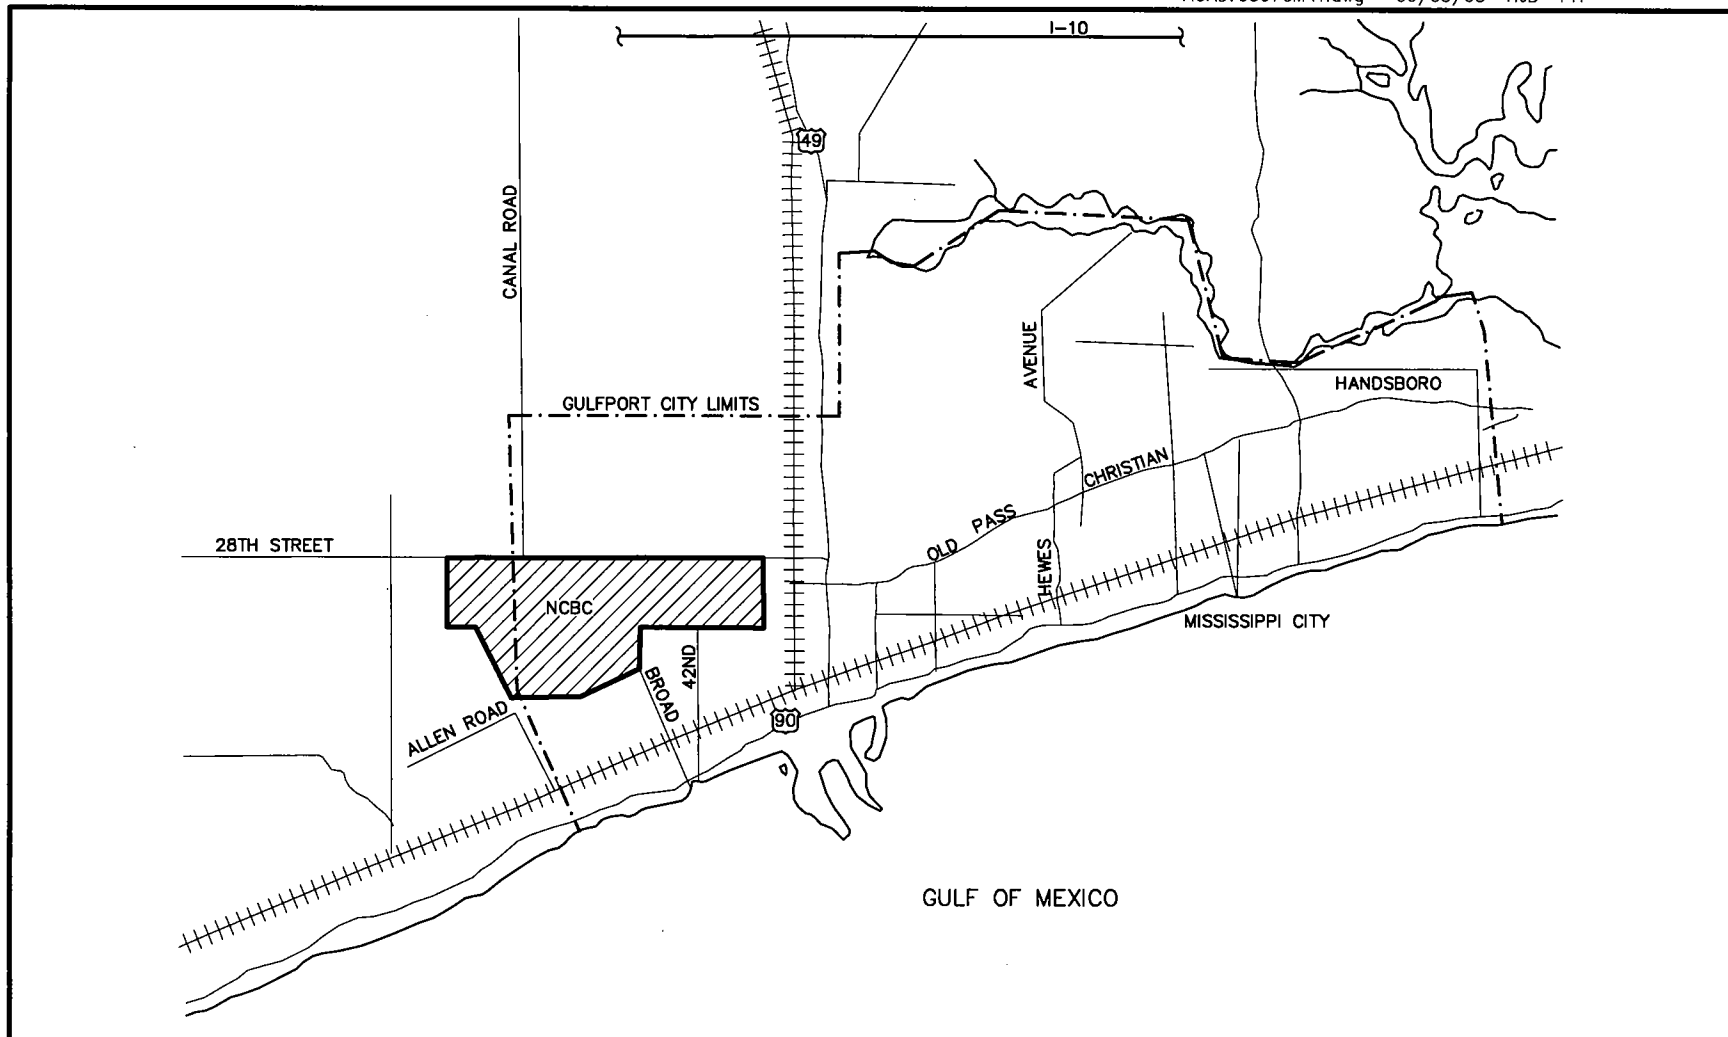 I-10
49
CANAL ROAD
AVENUE
HANDSBORO
GULFPORT CITY LIMITS
CHRISTIAN
PASS
OLD
28TH STREET
HEWES
NCBC
MISSISSIPPI CITY
42ND
BROAD
ALLEN ROAD
90
GULF OF MEXICO